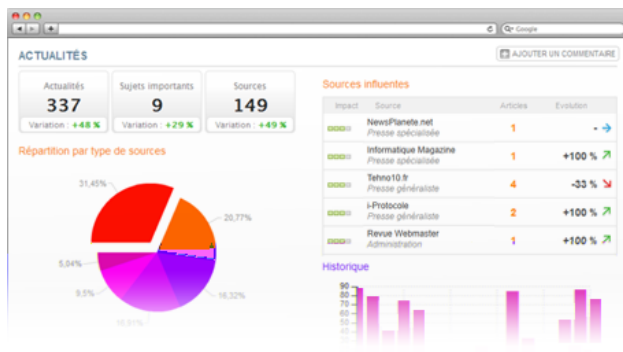 Google
ACTUALITÉS
AJOUTER UN COMMENTAIRE
Actualités
337
Variation : +48 %
Sujets importants
9
Variation : +29 %
Sources
149
Variation : +49 %
Répartition par type de sources
31,45%
20,77%
5,04%
9,5%
16,32%
16,91%
Sources influentes
Impact Source Articles Evolution
NewsPlanete.net 1 -
Presse spécialisée
Informatique Magazine 1 +100 %
Presse spécialisée
Tehno10.fr 4 -33 %
Presse généraliste
i-Protocole 2 +100 %
Presse généraliste
Revue Webmaster 1 +100 %
Administration
Historique
90
80
70
60
50
40